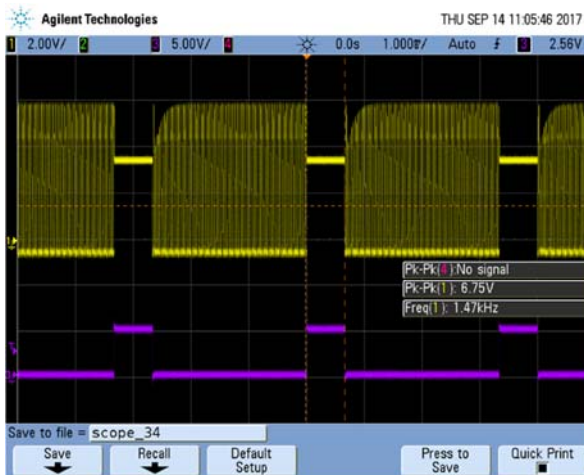 Agilent Technologies THU SEP 14 11:05:46 2017
1 2.00V/ 2 3 5.00V/ 4 0.0s 1.000ms/ Auto 3 2.56V
Pk-Pk(4):No signal
Pk-Pk(1): 6.75V
Freq(1): 1.47kHz
Save to file = scope_34
Save Recall Default Setup Press to Save Quick Print